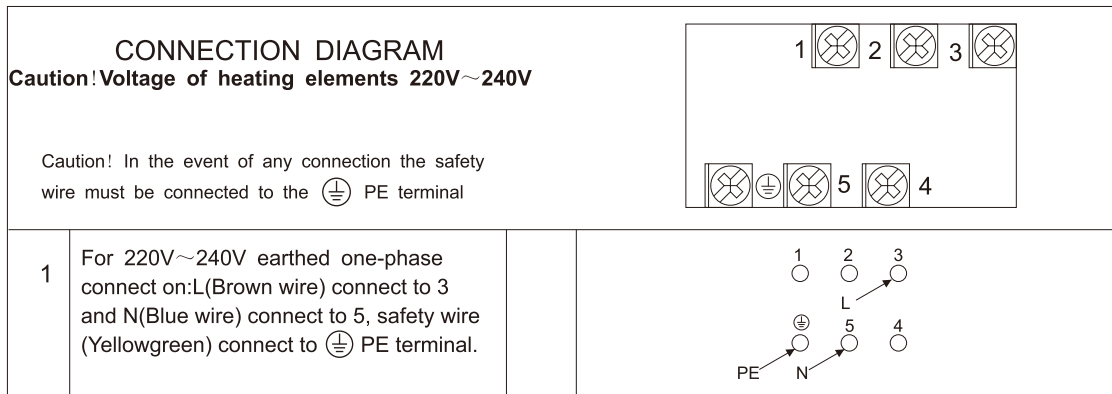 CONNECTION DIAGRAM
Caution!Voltage of heating elements 220V～240V
Caution! In the event of any connection the safety
wire must be connected to the ⏚ PE terminal
1 2 3
⏚ 5 4
1
For 220V～240V earthed one-phase
connect on:L(Brown wire) connect to 3
and N(Blue wire) connect to 5, safety wire
(Yellowgreen) connect to ⏚ PE terminal.
1 2 3
L
⏚ 5 4
PE N